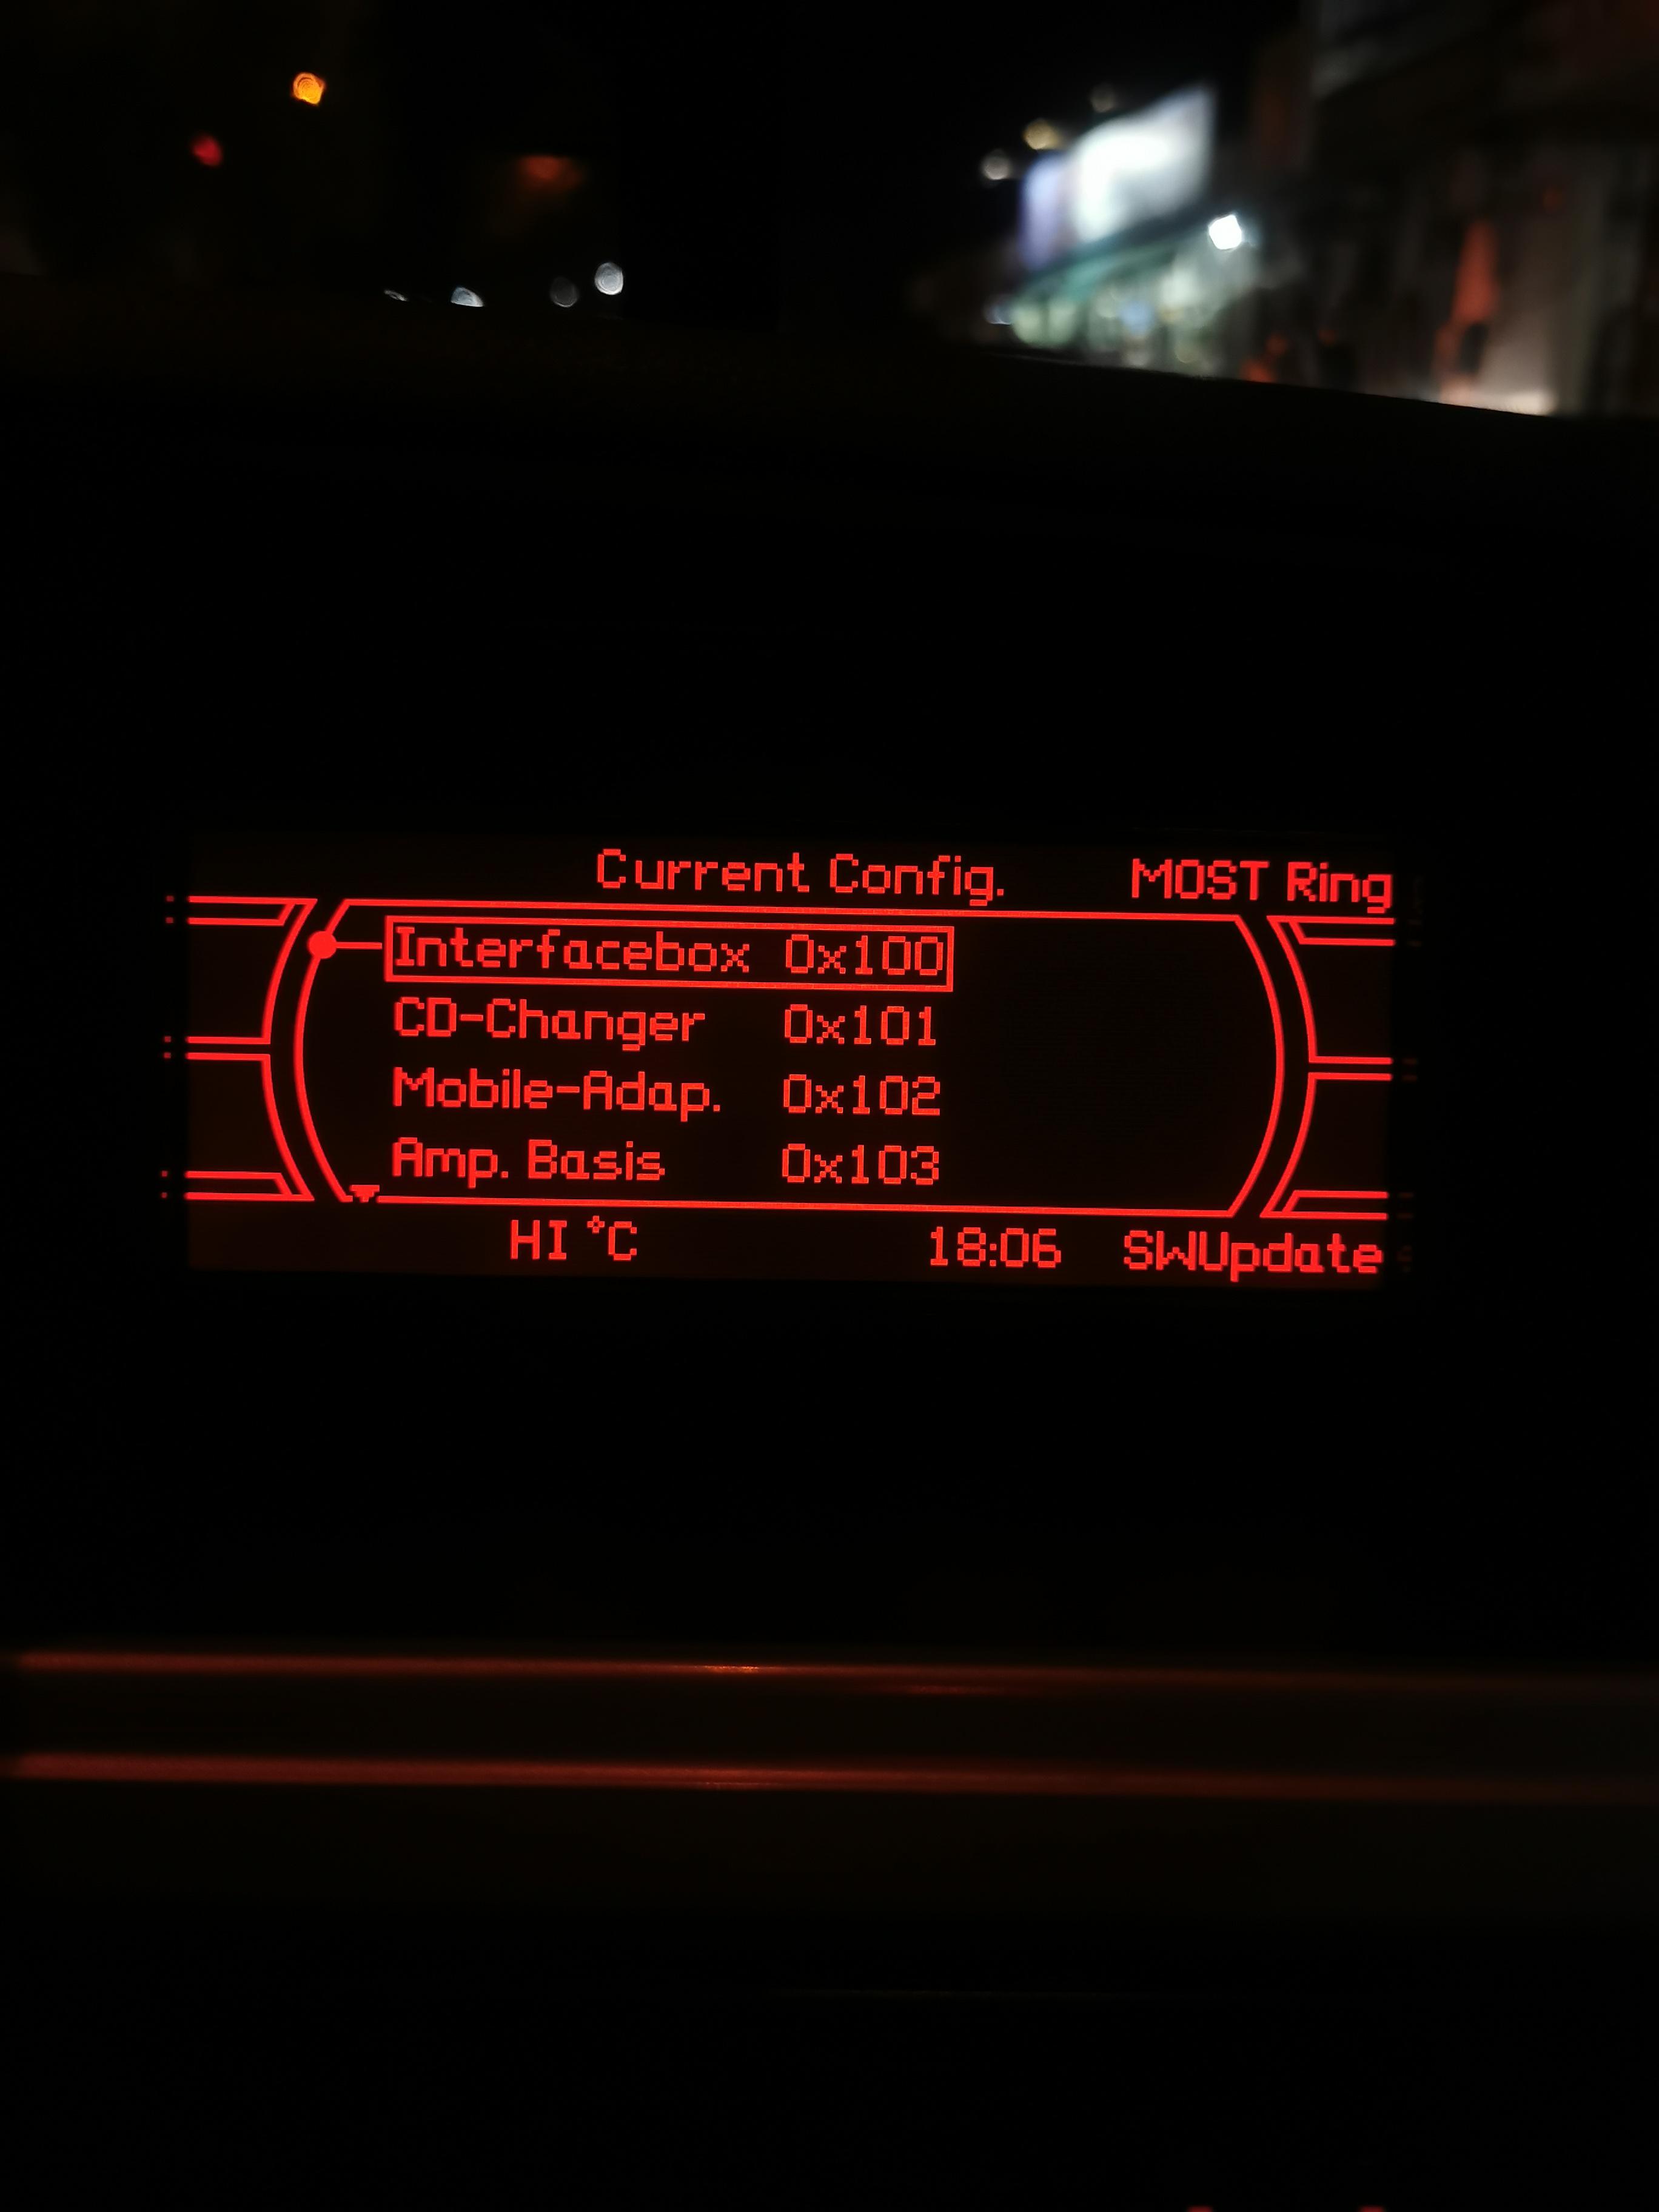 Current Config. MOST Ring
Interfacebox 0x100
CD-Changer 0x101
Mobile-Adap. 0x102
Amp. Basis 0x103
HI °C 18:06 SWUpdate